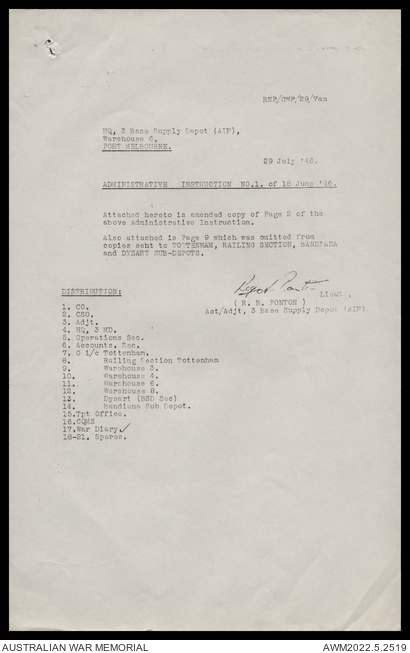 RNP/GMP/EG/7am
HQ, 3 Base Supply Depot (AIF),
Warehouse 6,
PORT MELBOURNE.
29 July '46.
ADMINISTRATIVE INSTRUCTION NO.1. of 18 June '46.
Attached hereto is amended copy of Page 2 of the
above Administrative Instruction.
Also attached is Page 9 which was omitted from
copies sent to TOTTENHAM, RAILING SECTION, BANDIANA
and DYSART SUB-DEPOTS.
DISTRIBUTION:
Lieut.,
( R. N. PONTON )
Act/Adjt, 3 Base Supply Depot (AIF)
1. CO.
2. CSO.
3. Adjt.
4. HQ, 3 MD.
5. Operations Sec.
6. Accounts. Sec.
7. O i/c Tottenham.
8. Railing Section Tottenham
9. Warehouse 3.
10. Warehouse 4.
11. Warehouse 6.
12. Warehouse 8.
13. Dysart (BSD Sec)
14. Bandiana Sub Depot.
15.Tpt Office.
16.CQMS
17.War Diary✓
18-21. Spares.
AUSTRALIAN WAR MEMORIAL
AWM2022.5.2519